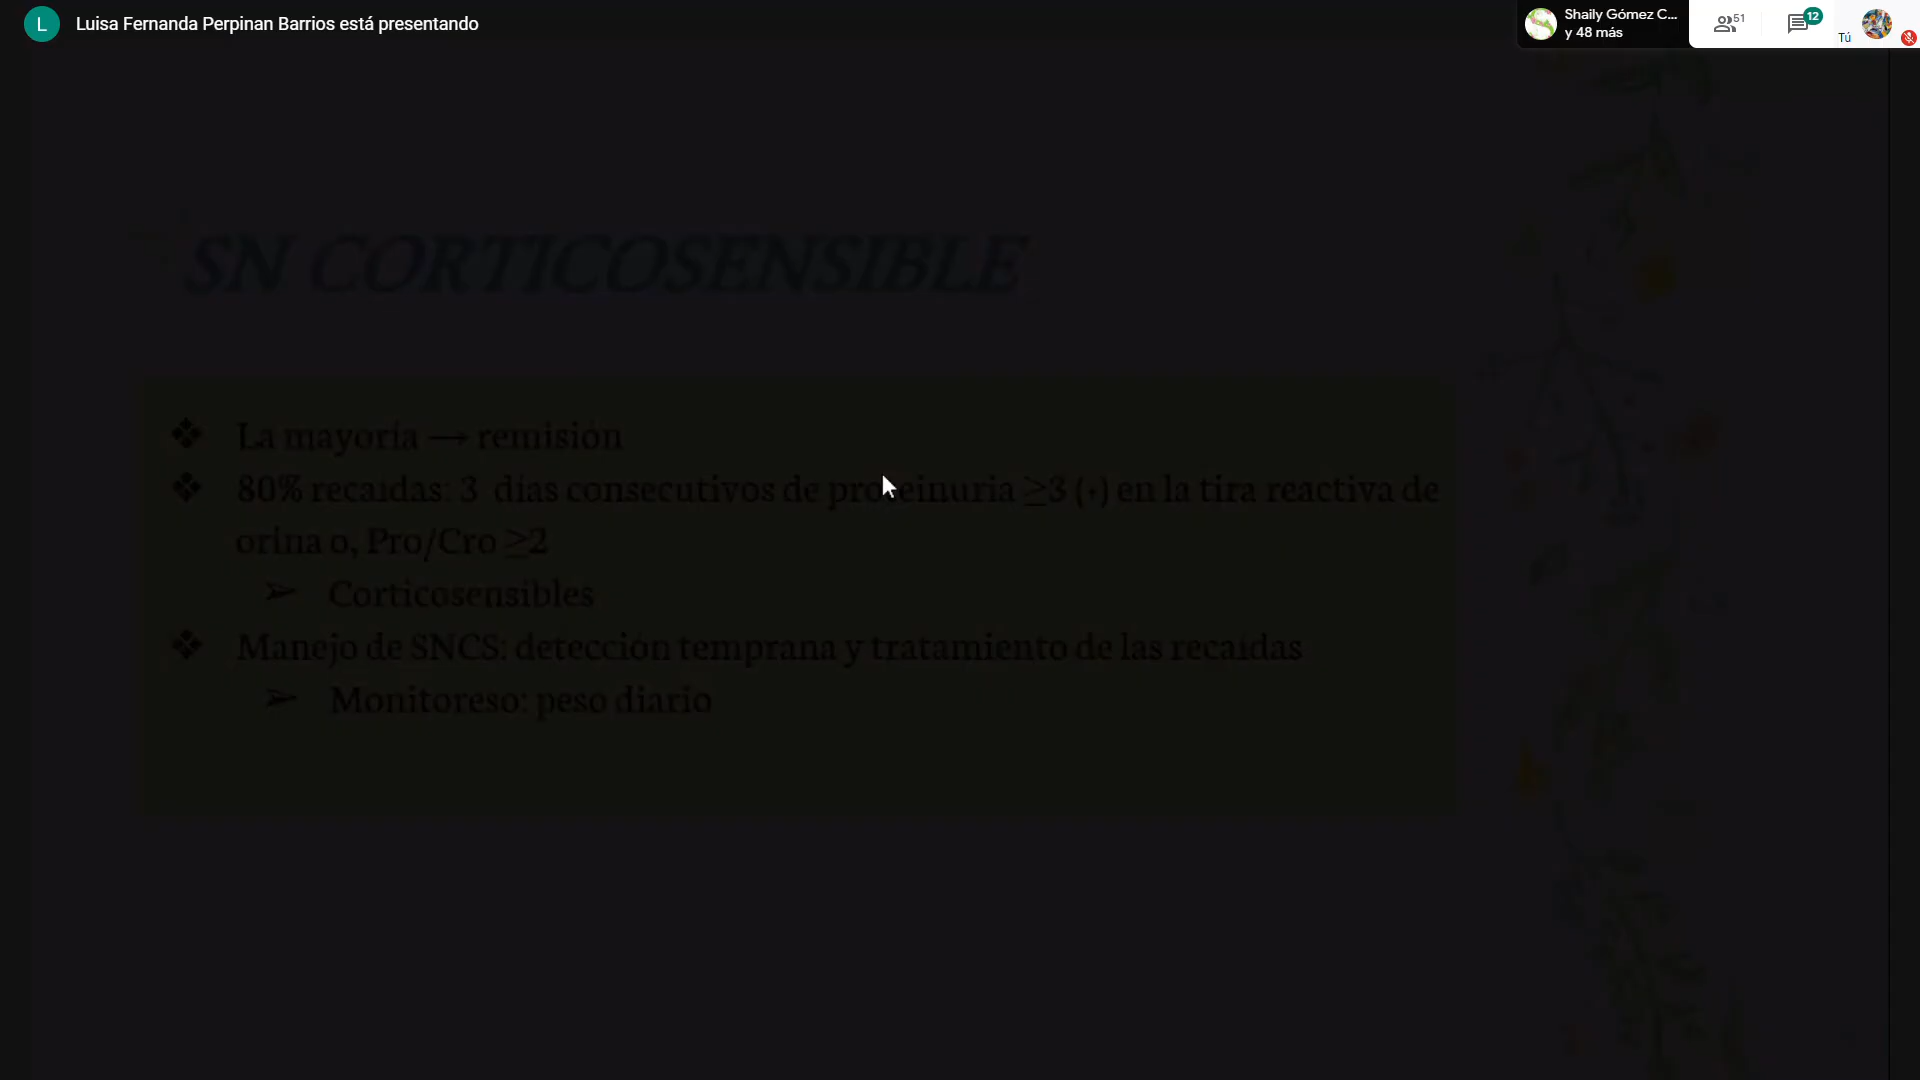 L Luisa Fernanda Perpinan Barrios está presentando
Shaily Gómez C...
y 48 más
51
12
Tú
SN CORTICOSENSIBLE
❖ La mayoría → remisión
❖ 80% recaídas: 3 días consecutivos de proteinuria ≥3 (+) en la tira reactiva de
orina o, Pro/Cro ≥2
➢ Corticosensibles
❖ Manejo de SNCS: detección temprana y tratamiento de las recaídas
➢ Monitoreso: peso diario